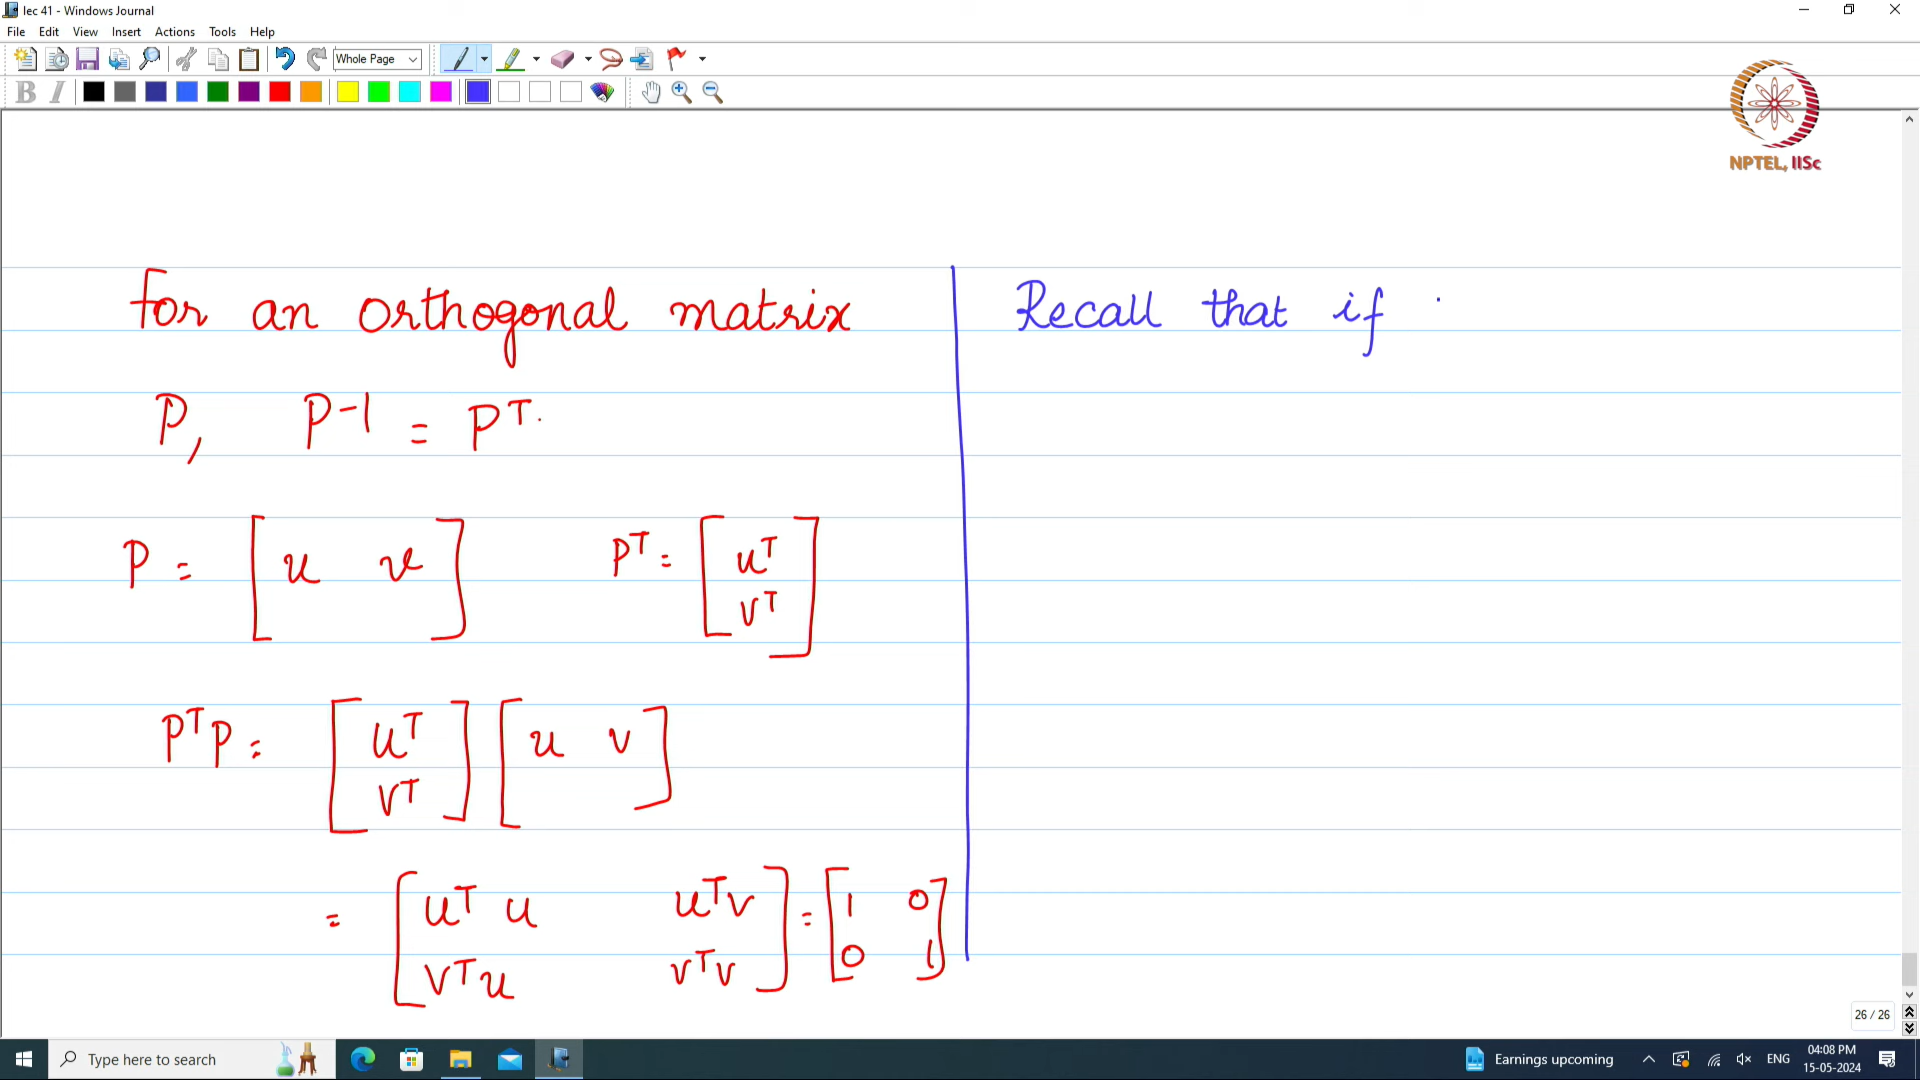 lec 41 - Windows Journal
File Edit View Insert Actions Tools Help
Whole Page
B I
NPTEL, IISc
For an orthogonal matrix
P, P-1 = PT.
P = [ u v ] PT = [ uT
vT ]
PTP = [ uT
vT ] [ u v ]
= [ uT u uTv
vTu vTv ] = [ 1 0
0 1 ]
Recall that if
26 / 26
Type here to search
Earnings upcoming
ENG
04:08 PM
15-05-2024